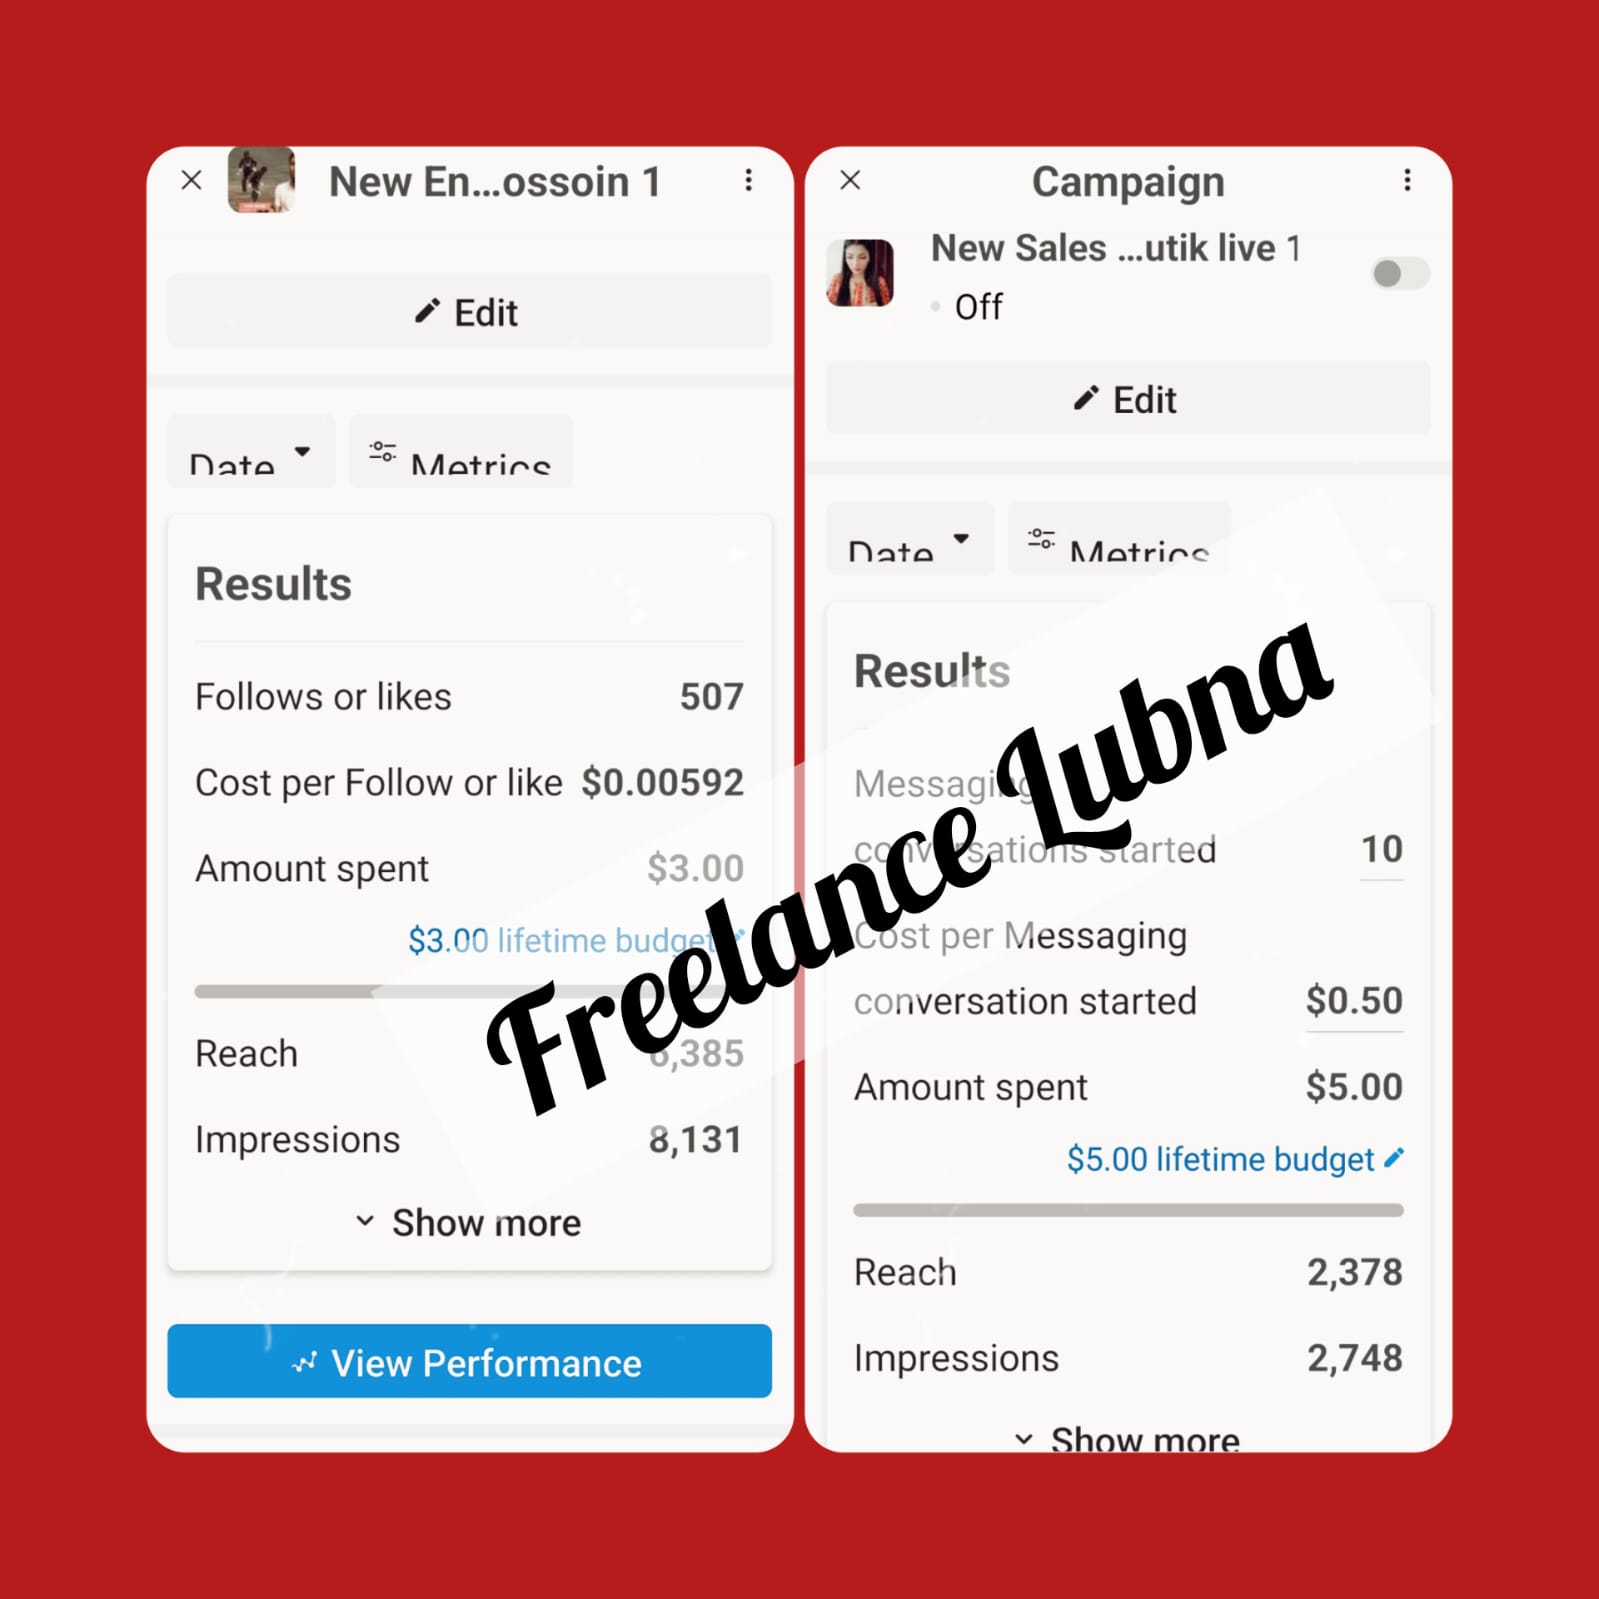 New En...ossoin 1
Edit
Date
Metrics
Results
Follows or likes 507
Cost per Follow or like $0.00592
Amount spent $3.00
$3.00 lifetime budget
Reach 6,385
Impressions 8,131
Show more
View Performance
Campaign
New Sales ...utik live 1
Off
Edit
Date
Metrics
Results
Messaging
conversations started 10
Cost per Messaging
conversation started $0.50
Amount spent $5.00
$5.00 lifetime budget
Reach 2,378
Impressions 2,748
Show more
Freelance Lubna